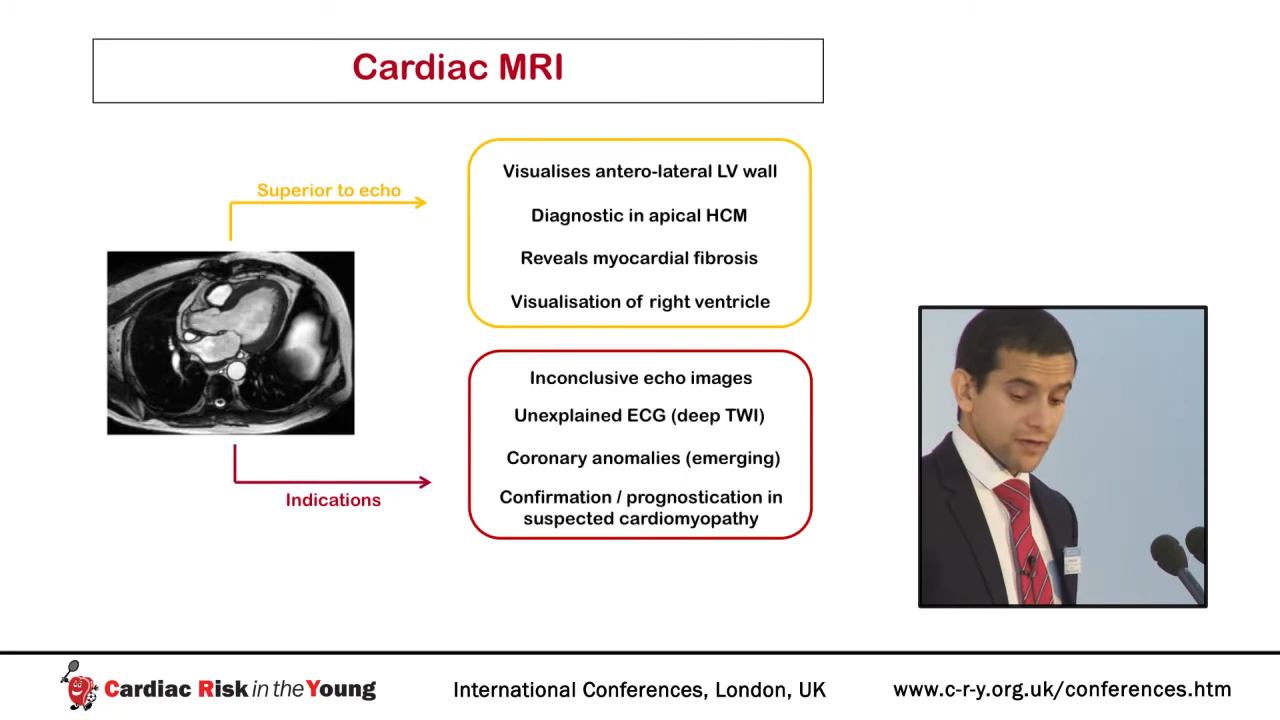 Cardiac MRI
Superior to echo
Visualises antero-lateral LV wall
Diagnostic in apical HCM
Reveals myocardial fibrosis
Visualisation of right ventricle
Inconclusive echo images
Unexplained ECG (deep TWI)
Coronary anomalies (emerging)
Confirmation / prognostication in
suspected cardiomyopathy
Indications
Cardiac Risk in the Young
International Conferences, London, UK
www.c-r-y.org.uk/conferences.htm